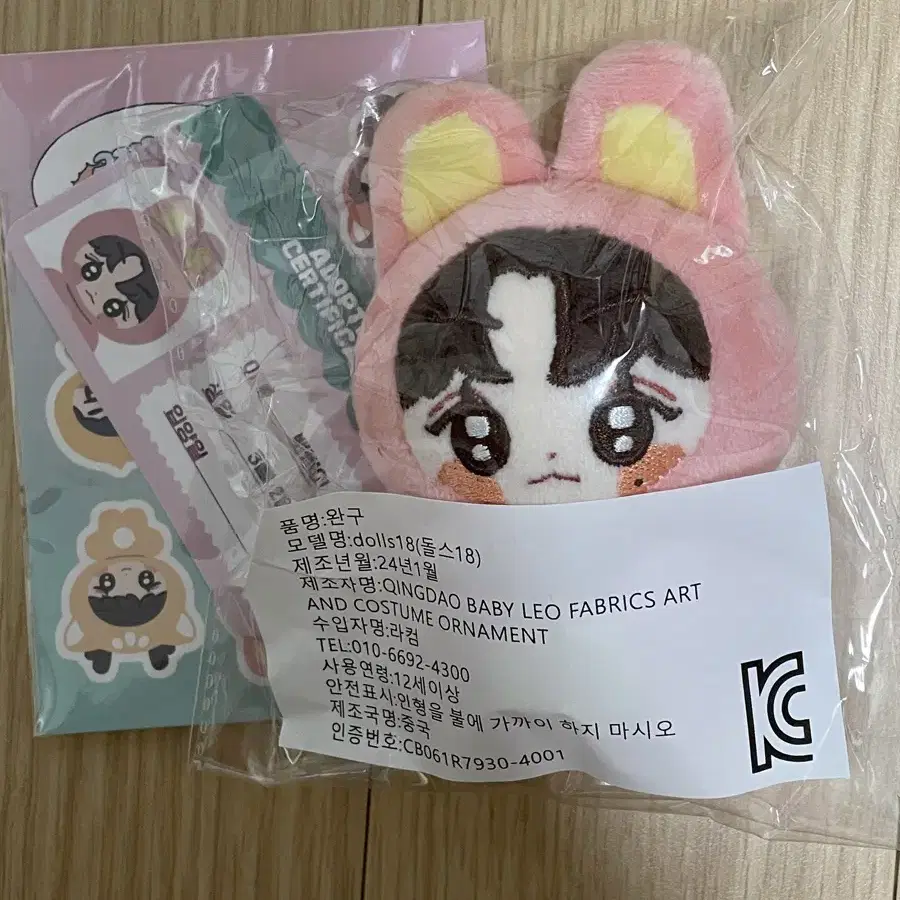 ADOPT
CERTIFIC
입양일
품명:완구
모델명:dolls18(돌스18)
제조년월:24년1월
제조자명:QINGDAO BABY LEO FABRICS ART
AND COSTUME ORNAMENT
수입자명:라컴
TEL:010-6692-4300
사용연령:12세이상
안전표시:인형을 불에 가까이 하지 마시오
제조국명:중국
인증번호:CB061R7930-4001